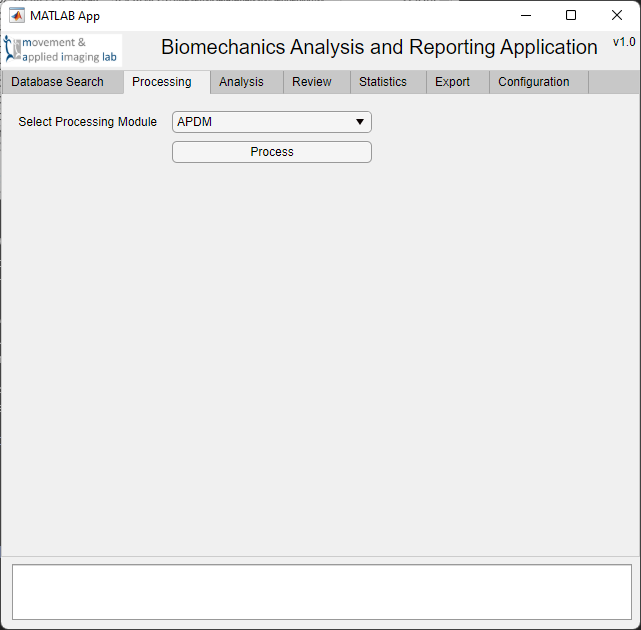 MATLAB App
movement &
applied imaging lab
Biomechanics Analysis and Reporting Application
v1.0
Database Search Processing Analysis Review Statistics Export Configuration
Select Processing Module APDM
Process